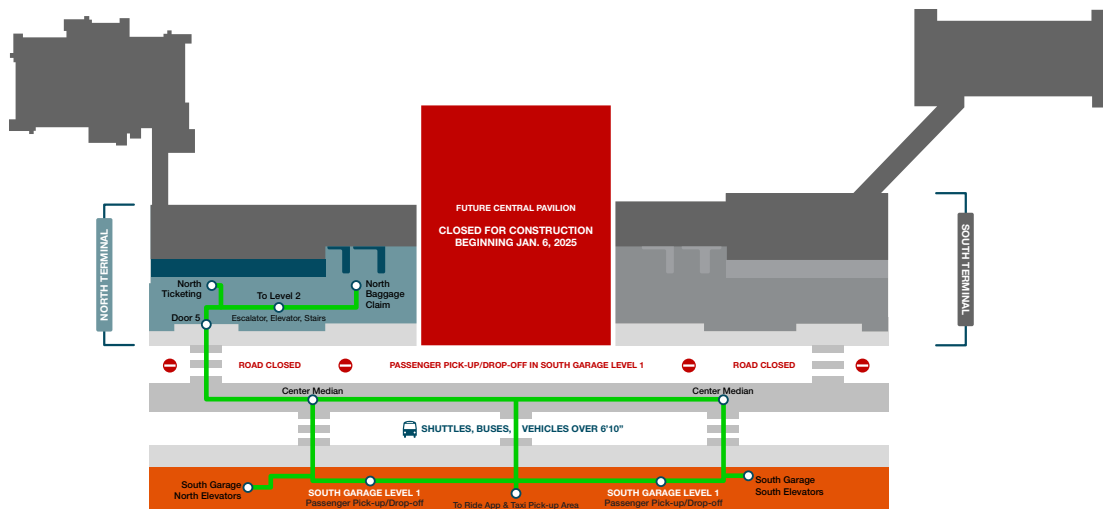 FUTURE CENTRAL PAVILION
CLOSED FOR CONSTRUCTION
BEGINNING JAN. 6, 2025
NORTH TERMINAL
SOUTH TERMINAL
North
Ticketing
To Level 2
North
Baggage
Claim
Door 5
Escalator, Elevator, Stairs
ROAD CLOSED
PASSENGER PICK-UP/DROP-OFF IN SOUTH GARAGE LEVEL 1
ROAD CLOSED
Center Median
Center Median
SHUTTLES, BUSES, VEHICLES OVER 6'10"
South Garage
North Elevators
SOUTH GARAGE LEVEL 1
Passenger Pick-up/Drop-off
To Ride App & Taxi Pick-up Area
SOUTH GARAGE LEVEL 1
Passenger Pick-up/Drop-off
South Garage
South Elevators